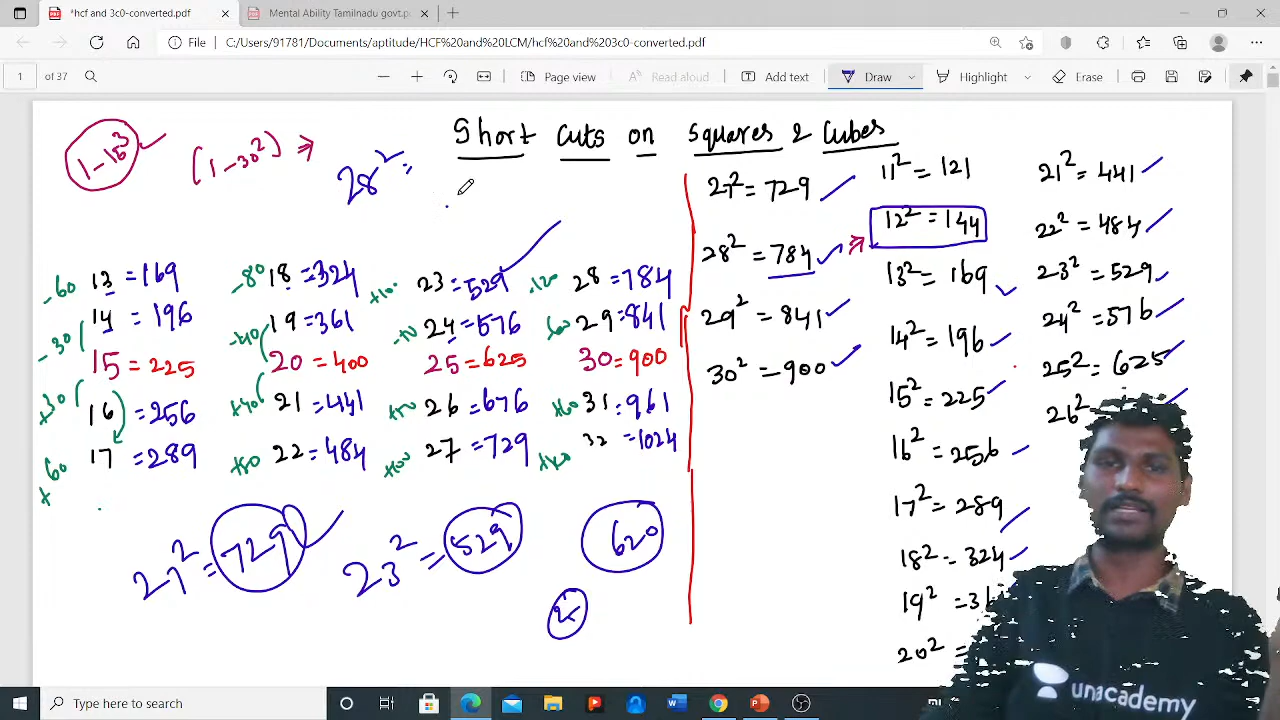 *hcf and 3c0-converted.pdf
Mental Ability Tamilnadu govt.pd
File
C:/Users/91781/Documents/aptitude/HCF%20and%20LCM/hcf%20and%203c0-converted.pdf
1 of 37
Page view
Read aloud
Add text
Draw
Highlight
Erase
Short Cuts on Squares & Cubes
1-15³
(1-30²) ⇒
28² =
-60 13 = 169
-30 14 = 196
15 = 225
+30 16 = 256
+60 17 = 289
-80 18 = 324
-40 19 = 361
20 = 400
+40 21 = 441
+80 22 = 484
23 = 529
24 = 576
25 = 625
+50 26 = 676
+100 27 = 729
-120 28 = 784
29 = 841
30 = 900
+60 31 = 961
32 = 1024
27² = 729
23² = 529
620
27² = 729
28² = 784 ⇒
29² = 841
30² = 900
11² = 121
12² = 144
13² = 169
14² = 196
15² = 225
16² = 256
17² = 289
18² = 324
19² = 36
20² =
21² = 441
22² = 484
23² = 529
24² = 576
25² = 625
26²
unacademy
Type here to search